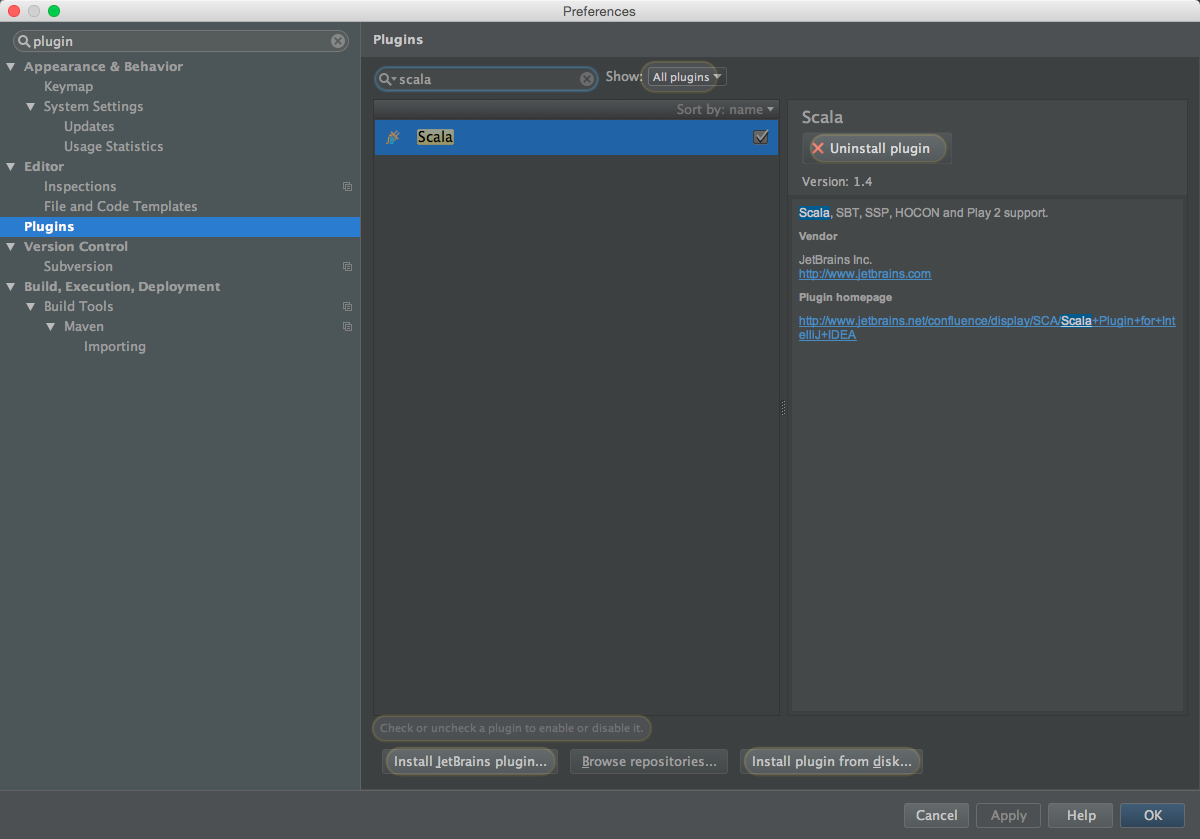 Preferences
plugin
Appearance & Behavior
Keymap
System Settings
Updates
Usage Statistics
Editor
Inspections
File and Code Templates
Plugins
Version Control
Subversion
Build, Execution, Deployment
Build Tools
Maven
Importing
Plugins
scala
Show: All plugins
Sort by: name
Scala
Scala
Uninstall plugin
Version: 1.4
Scala, SBT, SSP, HOCON and Play 2 support.
Vendor
JetBrains Inc.
http://www.jetbrains.com
Plugin homepage
http://www.jetbrains.net/confluence/display/SCA/Scala+Plugin+for+Int
elliJ+IDEA
Check or uncheck a plugin to enable or disable it.
Install JetBrains plugin...
Browse repositories...
Install plugin from disk...
Cancel
Apply
Help
OK